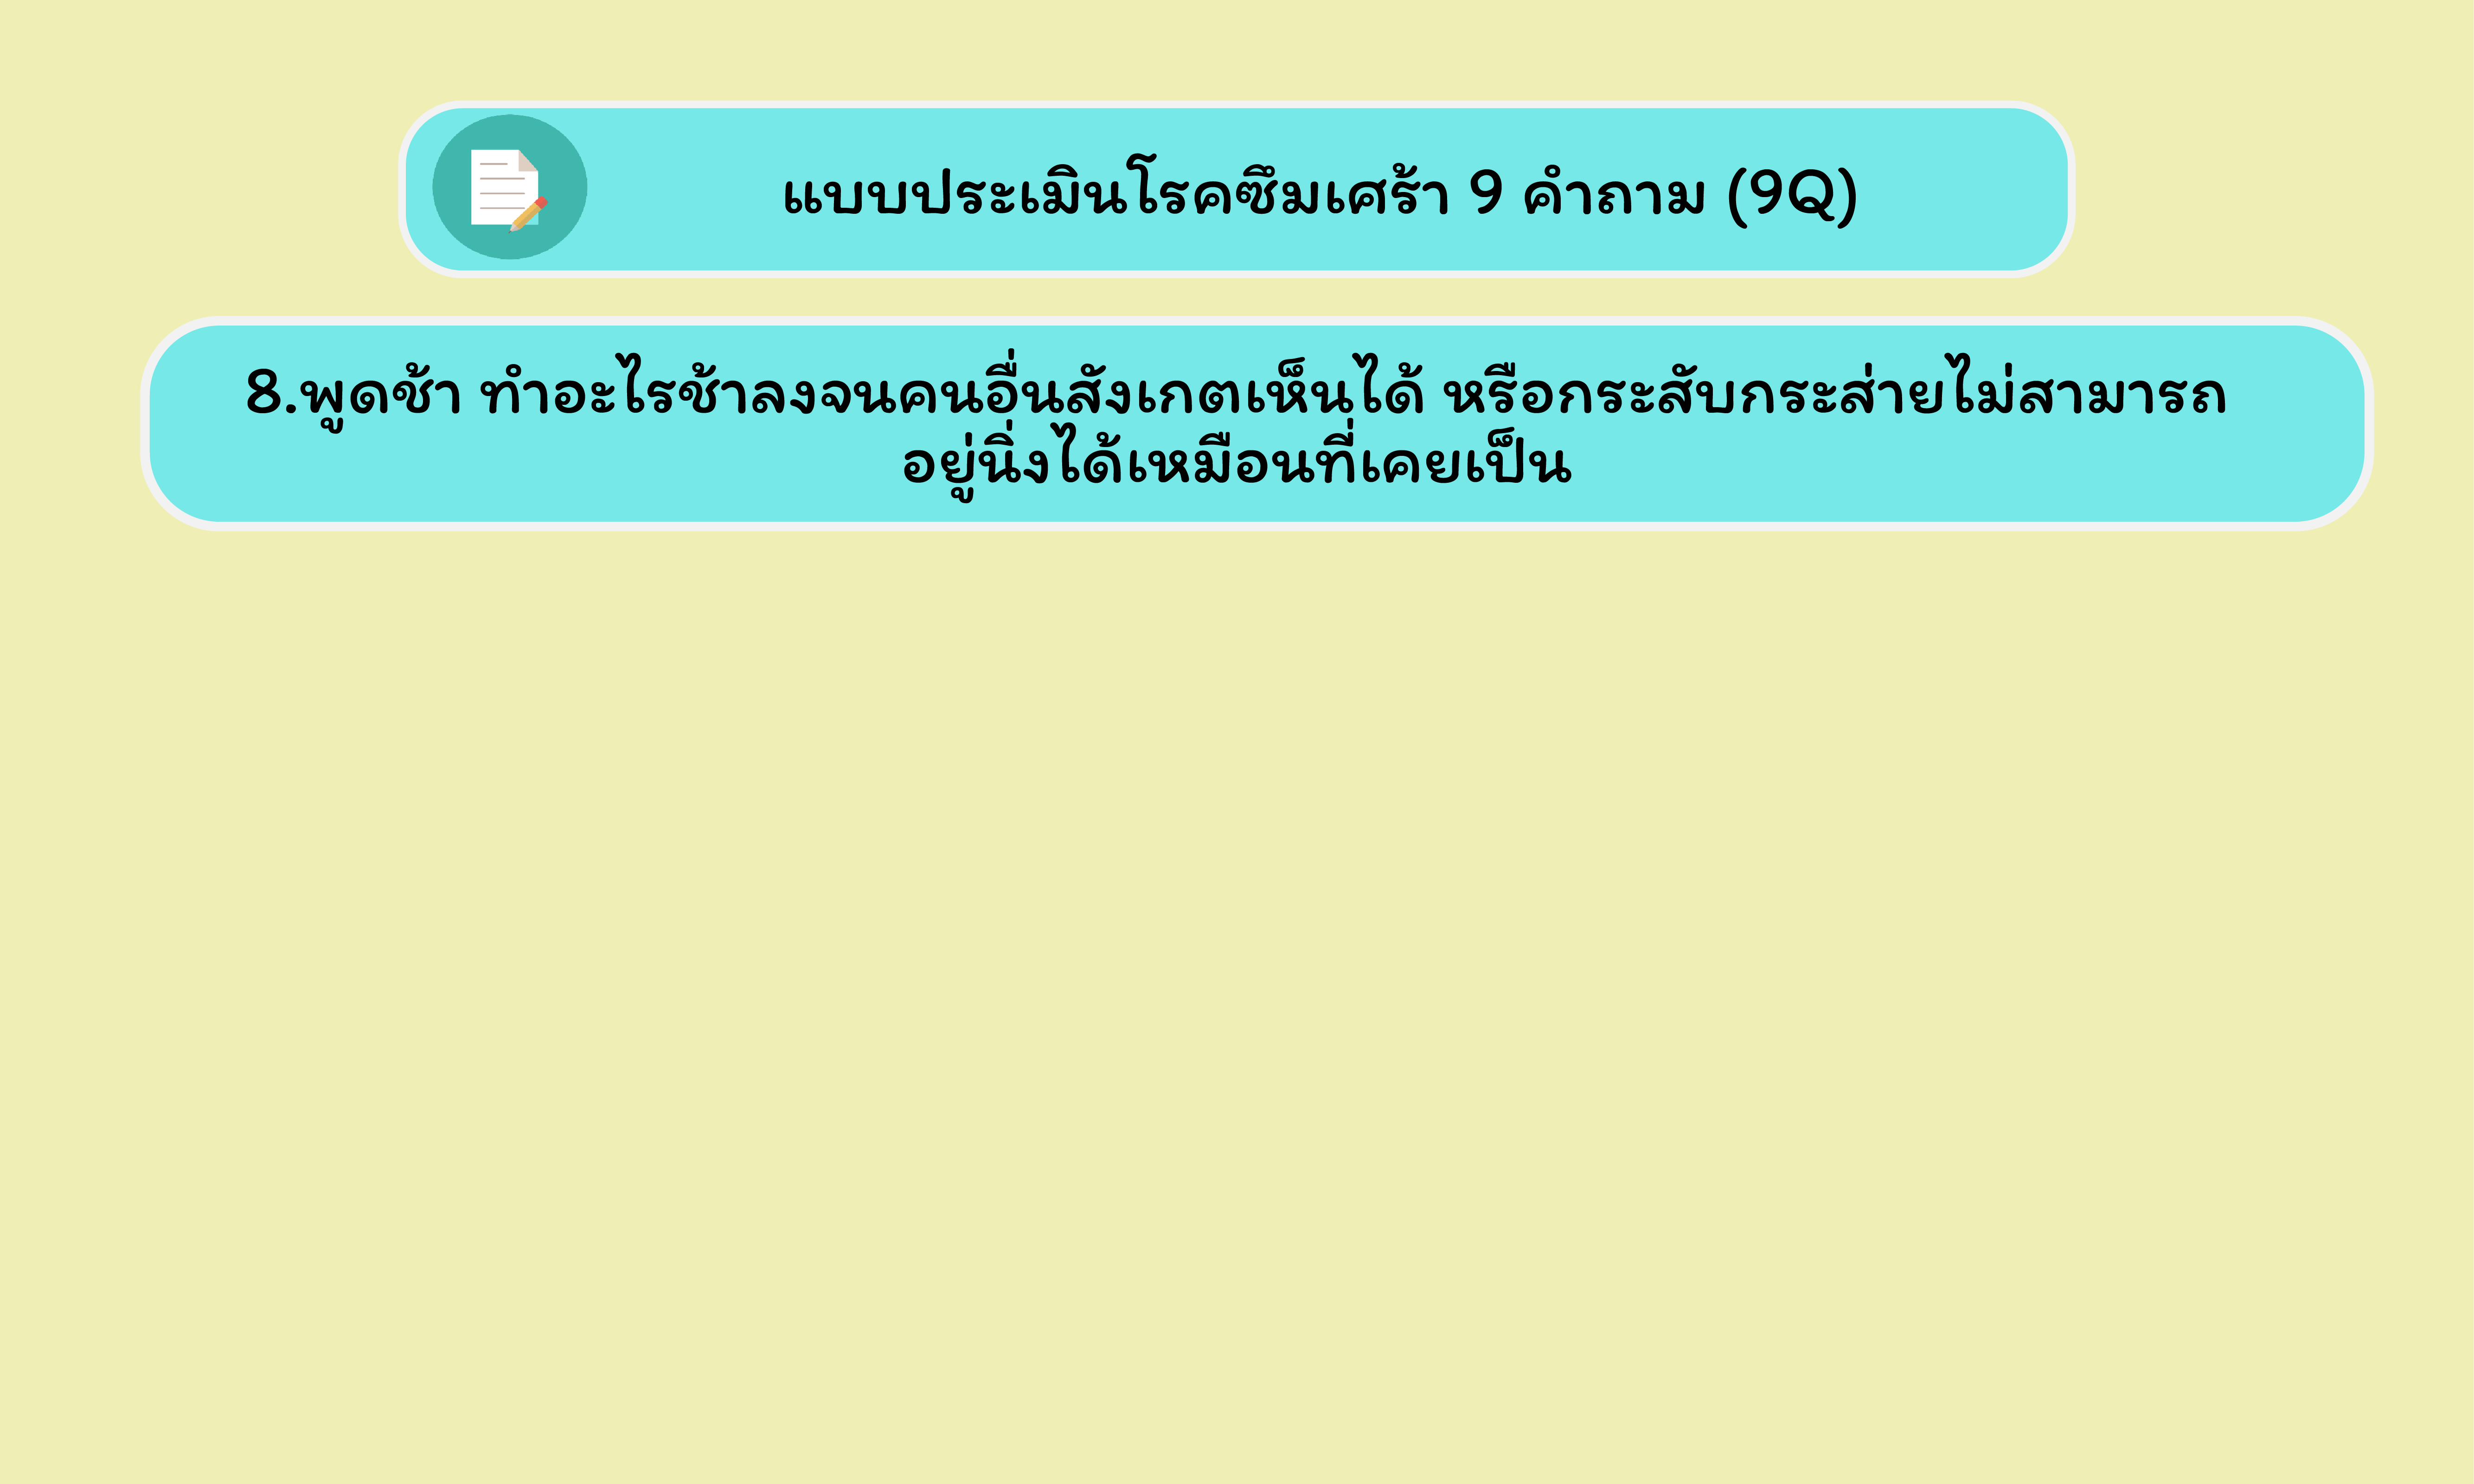 แบบประเมินโรคซึมเศร้า 9 คำถาม (9Q)
8.พูดช้า ทำอะไรช้าลงจนคนอื่นสังเกตเห็นได้ หรือกระสับกระส่ายไม่สามารถ
อยู่นิ่งได้เหมือนที่เคยเป็น